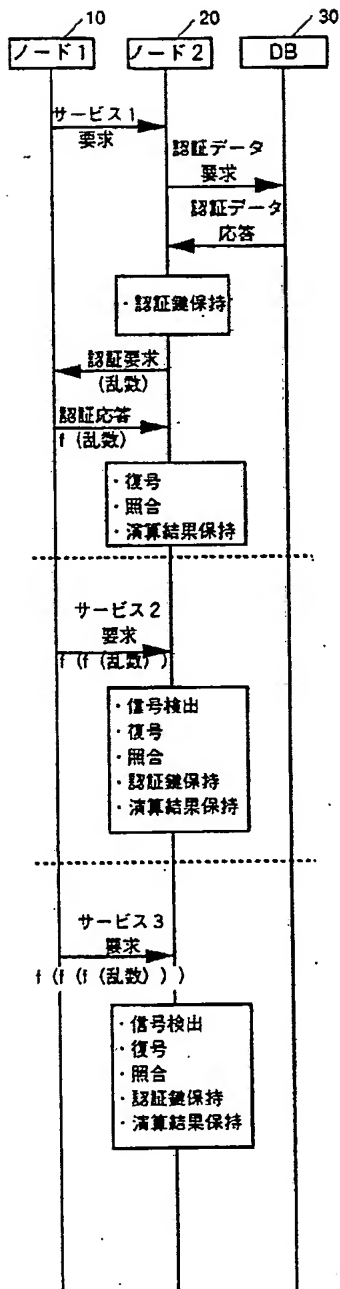 10
20
30
ノード1
ノード2
DB
サービス1
要求
認証データ
要求
認証データ
応答
・認証鍵保持
認証要求
(乱数)
認証応答
f (乱数)
・復号
・照合
・演算結果保持
サービス2
要求
f (f (乱数) )
・信号検出
・復号
・照合
・認証鍵保持
・演算結果保持
サービス3
要求
f (f (f (乱数) ) )
・信号検出
・復号
・照合
・認証鍵保持
・演算結果保持